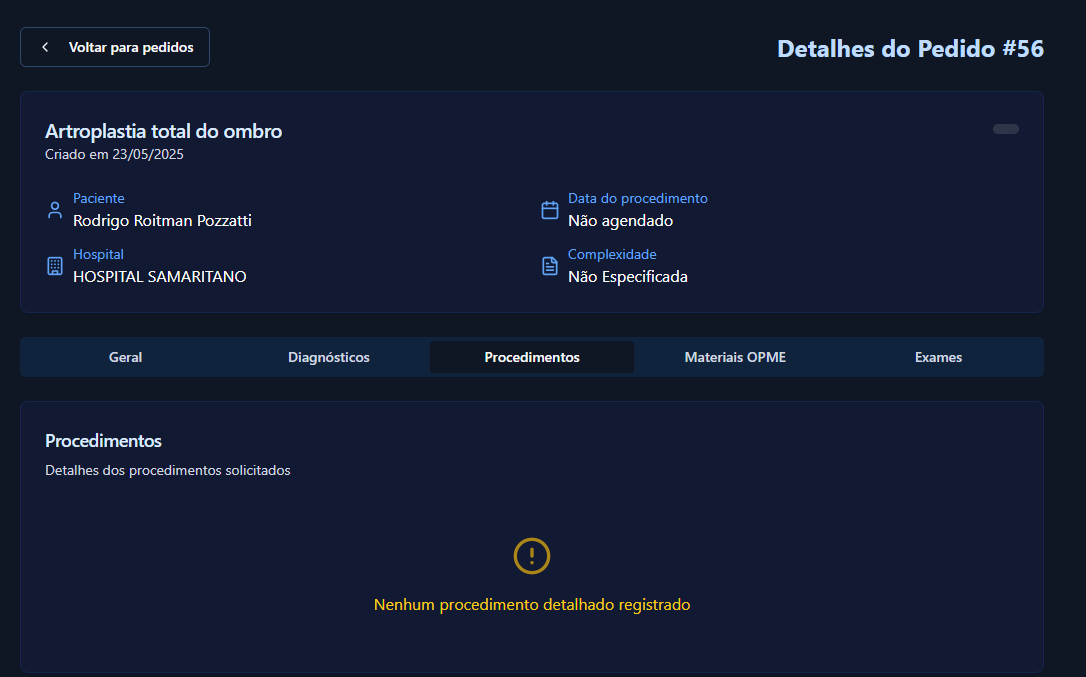 Voltar para pedidos
Detalhes do Pedido #56
Artroplastia total do ombro
Criado em 23/05/2025
Paciente
Rodrigo Roitman Pozzatti
Data do procedimento
Não agendado
Hospital
HOSPITAL SAMARITANO
Complexidade
Não Especificada
Geral
Diagnósticos
Procedimentos
Materiais OPME
Exames
Procedimentos
Detalhes dos procedimentos solicitados
Nenhum procedimento detalhado registrado